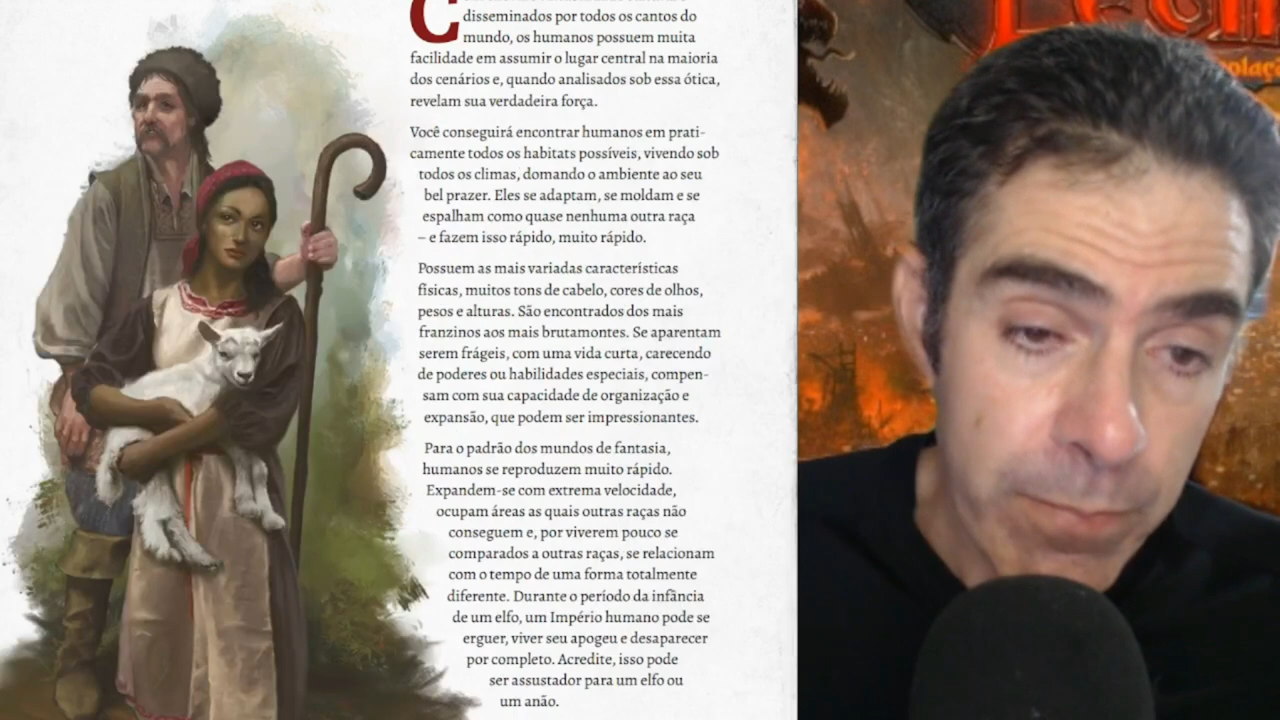 C
disseminados por todos os cantos do
mundo, os humanos possuem muita
facilidade em assumir o lugar central na maioria
dos cenários e, quando analisados sob essa ótica,
revelam sua verdadeira força.
Você conseguirá encontrar humanos em prati-
camente todos os habitats possíveis, vivendo sob
todos os climas, domando o ambiente ao seu
bel prazer. Eles se adaptam, se moldam e se
espalham como quase nenhuma outra raça
– e fazem isso rápido, muito rápido.
Possuem as mais variadas características
físicas, muitos tons de cabelo, cores de olhos,
pesos e alturas. São encontrados dos mais
franzinos aos mais brutamontes. Se aparentam
serem frágeis, com uma vida curta, carecendo
de poderes ou habilidades especiais, compen-
sam com sua capacidade de organização e
expansão, que podem ser impressionantes.
Para o padrão dos mundos de fantasia,
humanos se reproduzem muito rápido.
Expandem-se com extrema velocidade,
ocupam áreas as quais outras raças não
conseguem e, por viverem pouco se
comparados a outras raças, se relacionam
com o tempo de uma forma totalmente
diferente. Durante o período da infância
de um elfo, um Império humano pode se
erguer, viver seu apogeu e desaparecer
por completo. Acredite, isso pode
ser assustador para um elfo ou
um anão.